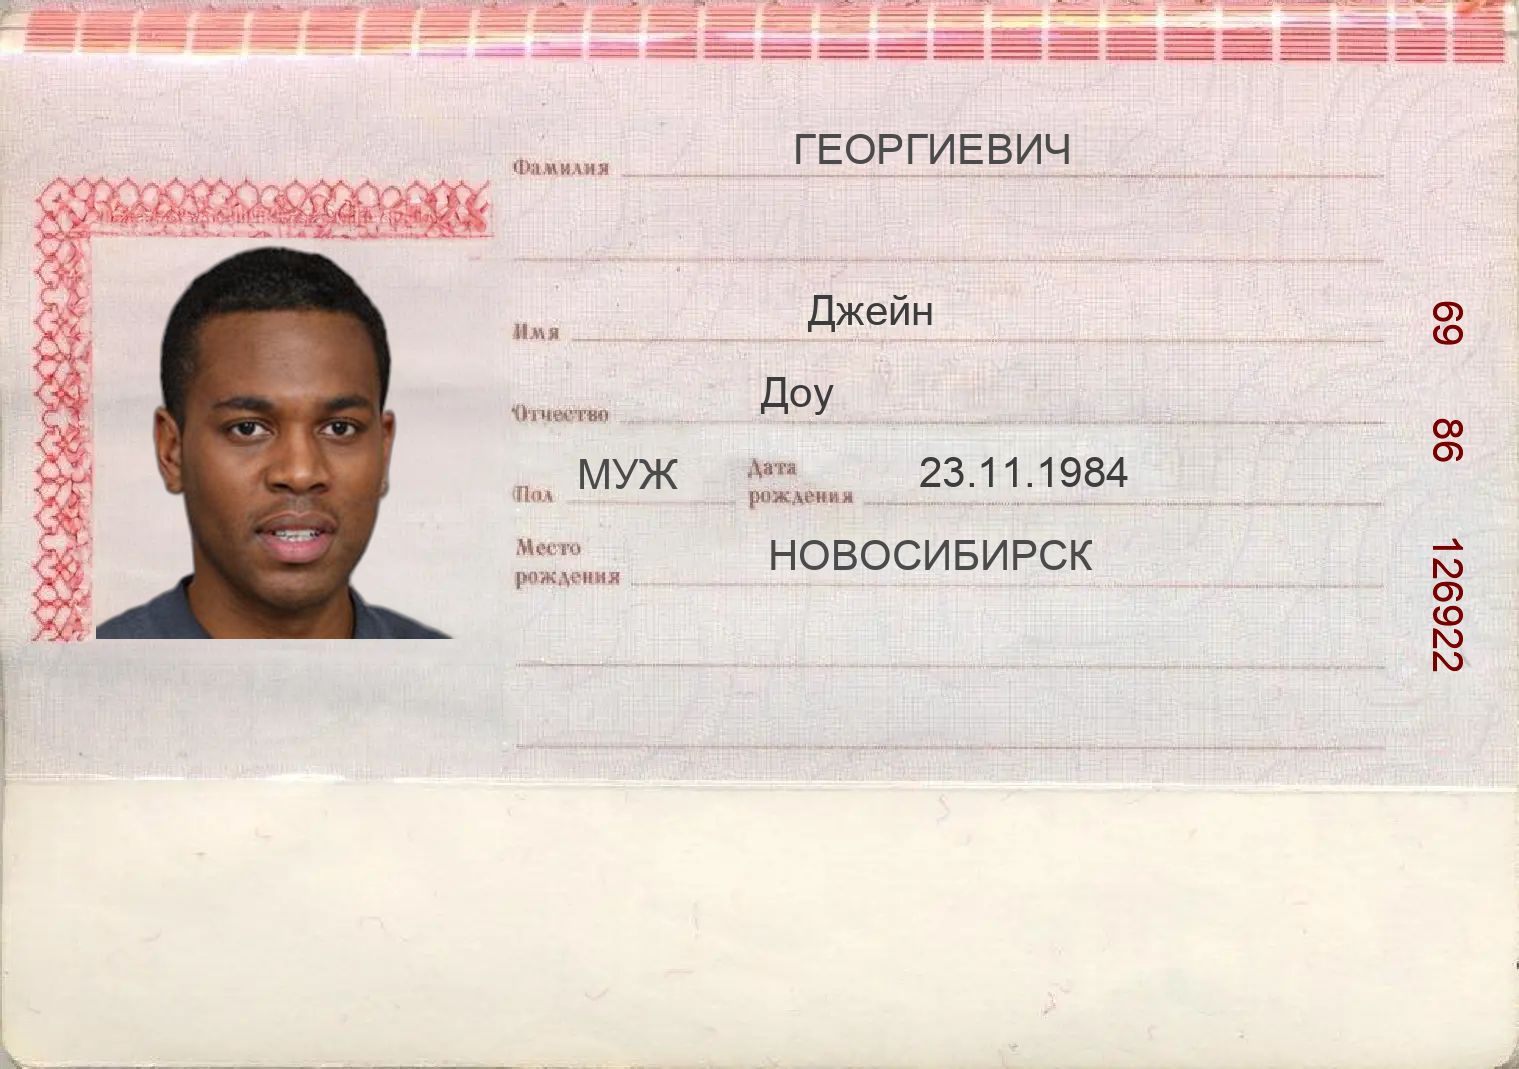 Фамилия ГЕОРГИЕВИЧ
Имя Джейн
Отчество Доу
Пол МУЖ Дата рождения 23.11.1984
Место рождения НОВОСИБИРСК
69 86 126922